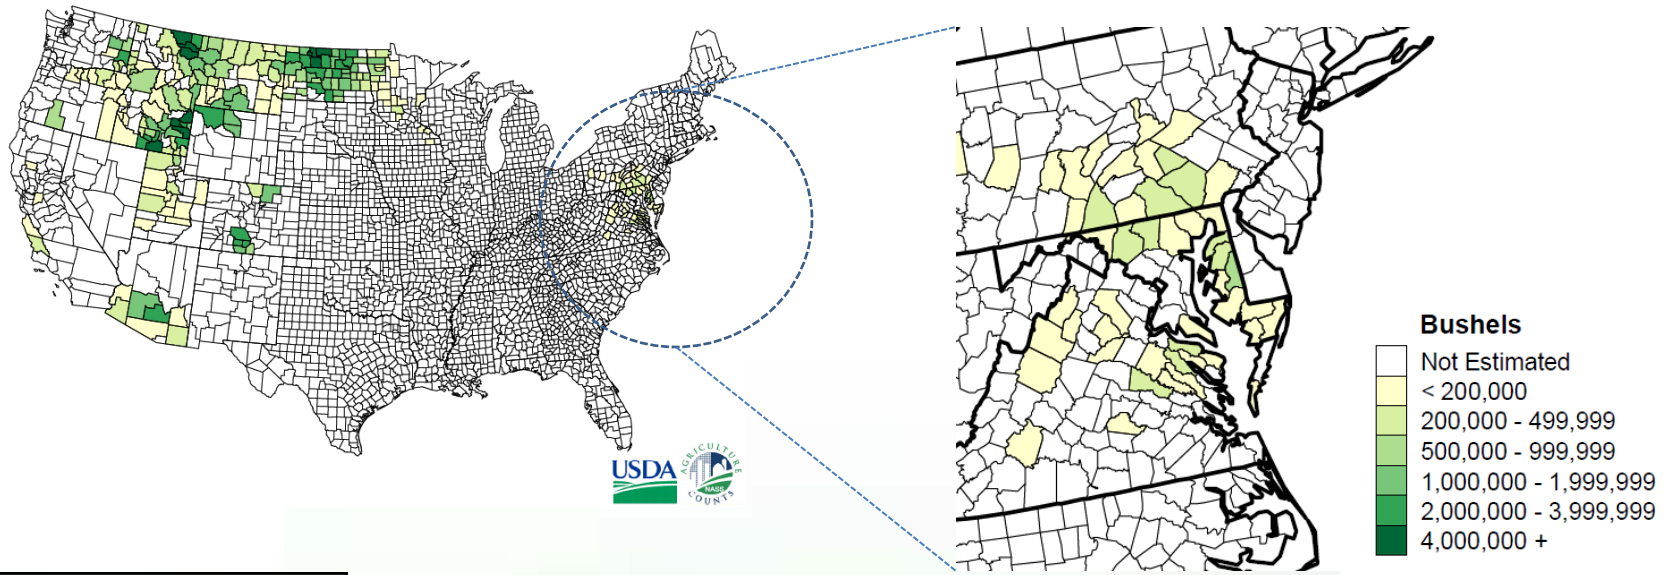 Bushels
Not Estimated
< 200,000
200,000 - 499,999
500,000 - 999,999
1,000,000 - 1,999,999
2,000,000 - 3,999,999
4,000,000 +
USDA
AGRICULTURE
NASS
COUNTS